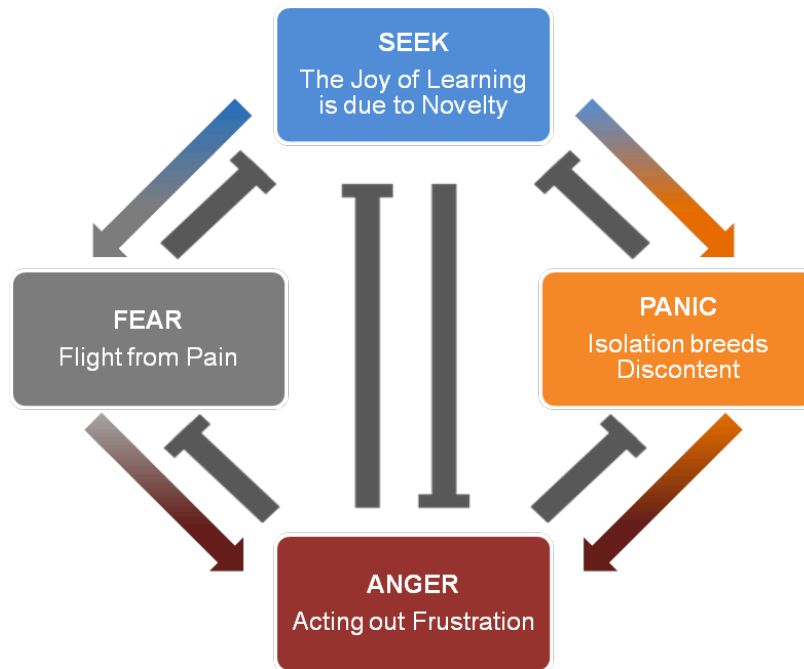 SEEK
The Joy of Learning
is due to Novelty
FEAR
Flight from Pain
PANIC
Isolation breeds
Discontent
ANGER
Acting out Frustration